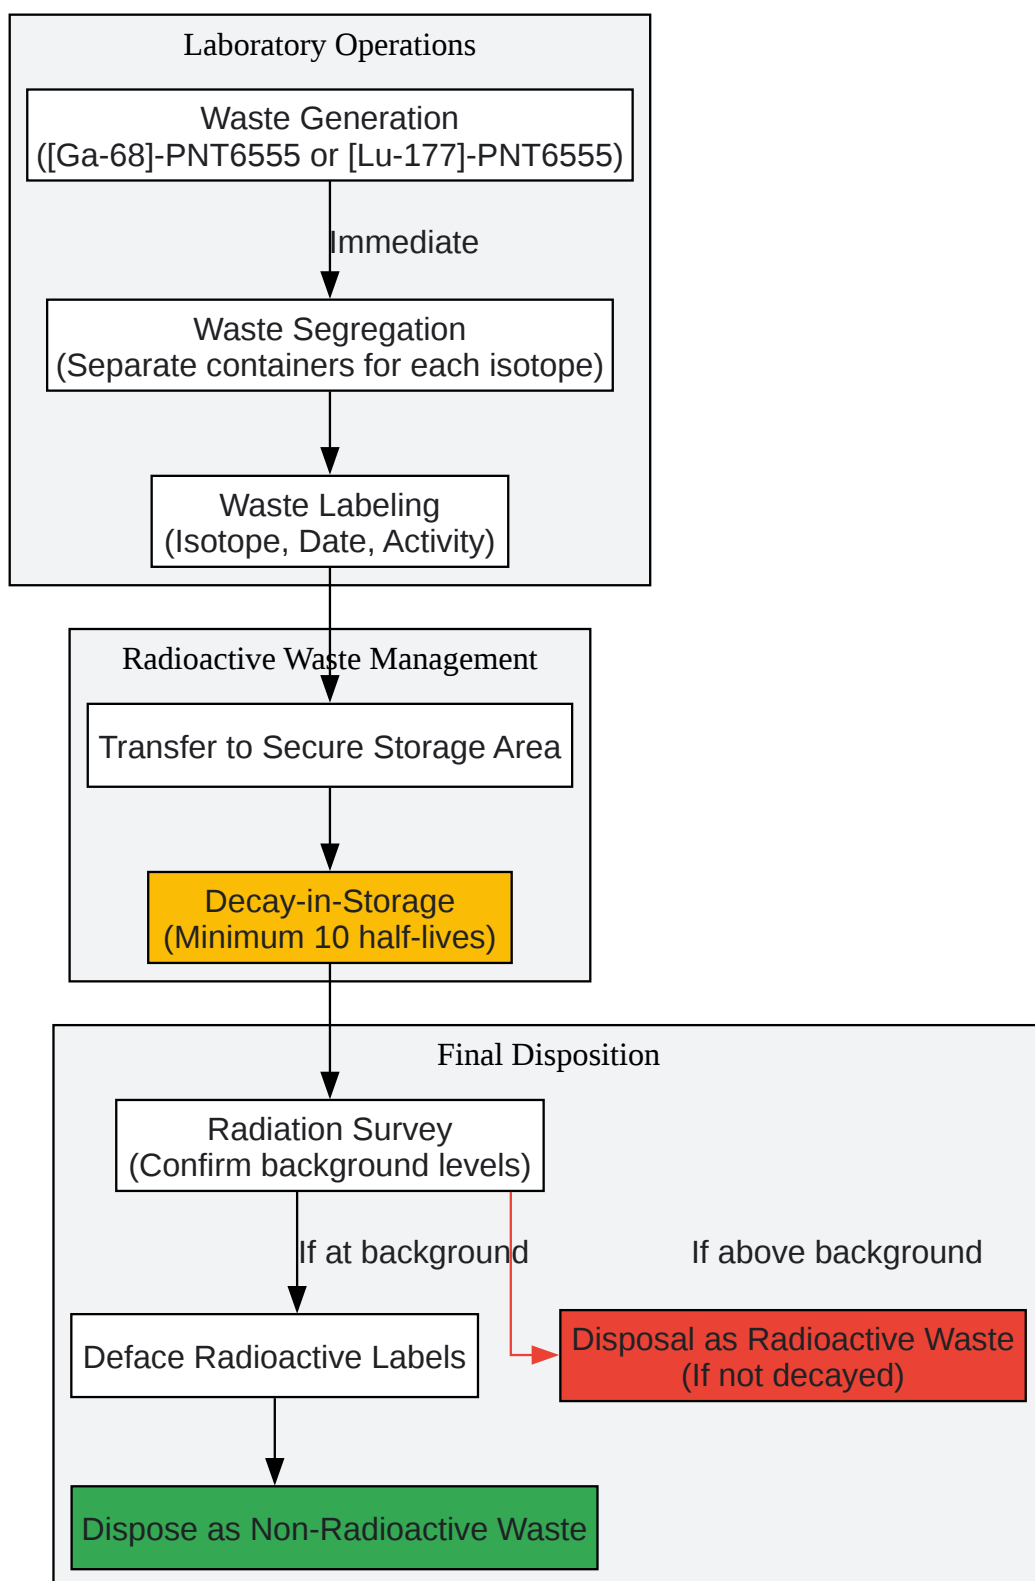 Laboratory Operations
Waste Generation
([Ga-68]-PNT6555 or [Lu-177]-PNT6555)
Immediate
Waste Segregation
(Separate containers for each isotope)
Waste Labeling
(Isotope, Date, Activity)
Radioactive Waste Management
Transfer to Secure Storage Area
Decay-in-Storage
(Minimum 10 half-lives)
Final Disposition
Radiation Survey
(Confirm background levels)
If at background
If above background
Deface Radioactive Labels
Disposal as Radioactive Waste
(If not decayed)
Dispose as Non-Radioactive Waste